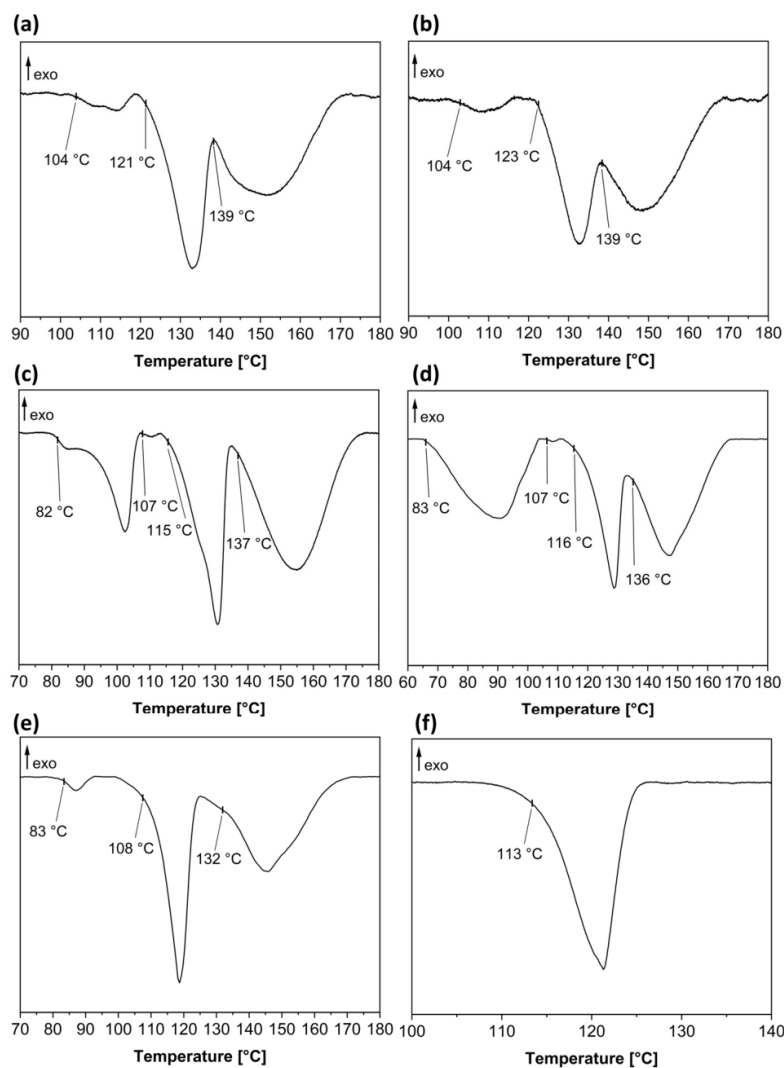 (a)
exo
104 °C
121 °C
139 °C
90 100 110 120 130 140 150 160 170 180
Temperature [°C]
(b)
exo
104 °C
123 °C
139 °C
90 100 110 120 130 140 150 160 170 180
Temperature [°C]
(c)
exo
82 °C
107 °C
115 °C
137 °C
70 80 90 100 110 120 130 140 150 160 170 180
Temperature [°C]
(d)
exo
83 °C
107 °C
116 °C
136 °C
60 70 80 90 100 110 120 130 140 150 160 170 180
Temperature [°C]
(e)
exo
83 °C
108 °C
132 °C
70 80 90 100 110 120 130 140 150 160 170 180
Temperature [°C]
(f)
exo
113 °C
100 110 120 130 140
Temperature [°C]